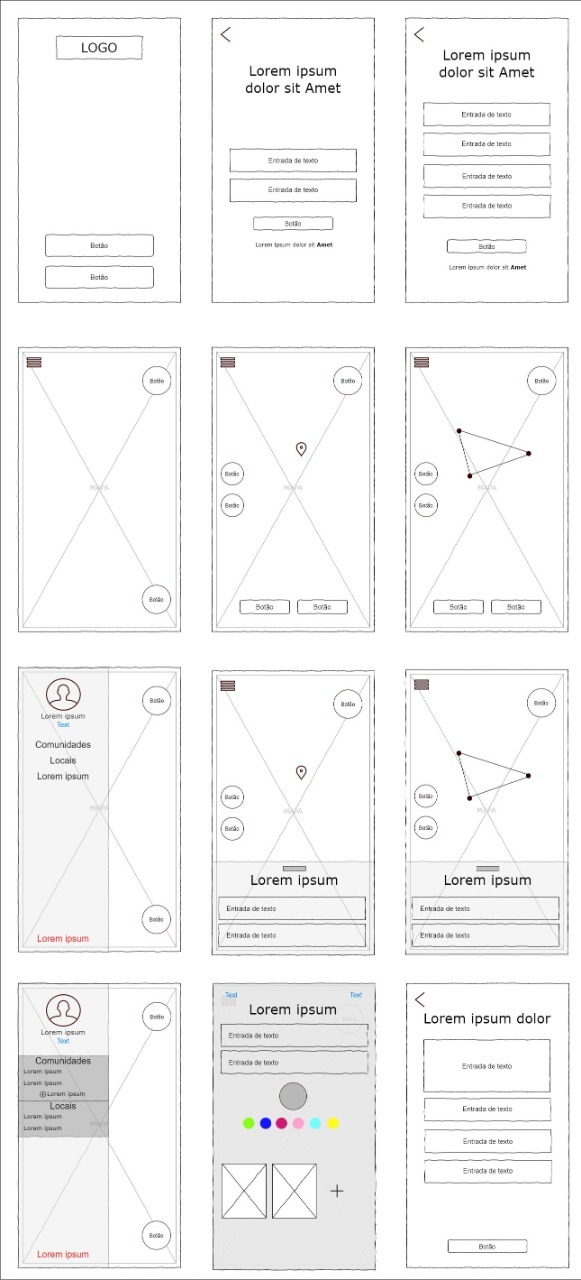 LOGO
Botão
Botão
Lorem ipsum
dolor sit Amet
Entrada de texto
Entrada de texto
Botão
Lorem ipsum dolor sit Amet
Lorem ipsum
dolor sit Amet
Entrada de texto
Entrada de texto
Entrada de texto
Entrada de texto
Botão
Lorem ipsum dolor sit Amet
Botão
MAPA
Botão
Botão
Botão
MAPA
Botão
Botão
Botão
Botão
Botão
MAPA
Botão
Botão
Botão
Lorem ipsum
Text
Comunidades
Locais
Lorem ipsum
Lorem ipsum
Botão
MAPA
Botão
Botão
Botão
MAPA
Botão
Lorem ipsum
Entrada de texto
Entrada de texto
Botão
Botão
MAPA
Botão
Lorem ipsum
Entrada de texto
Entrada de texto
Lorem ipsum
Text
Comunidades
Lorem ipsum
Lorem ipsum
Lorem ipsum
Locais
Lorem ipsum
Lorem ipsum
Lorem ipsum
Botão
MAPA
Botão
Text
Text
Botão
Lorem ipsum
Entrada de texto
Entrada de texto
Lorem ipsum dolor
Entrada de texto
Entrada de texto
Entrada de texto
Entrada de texto
Botão